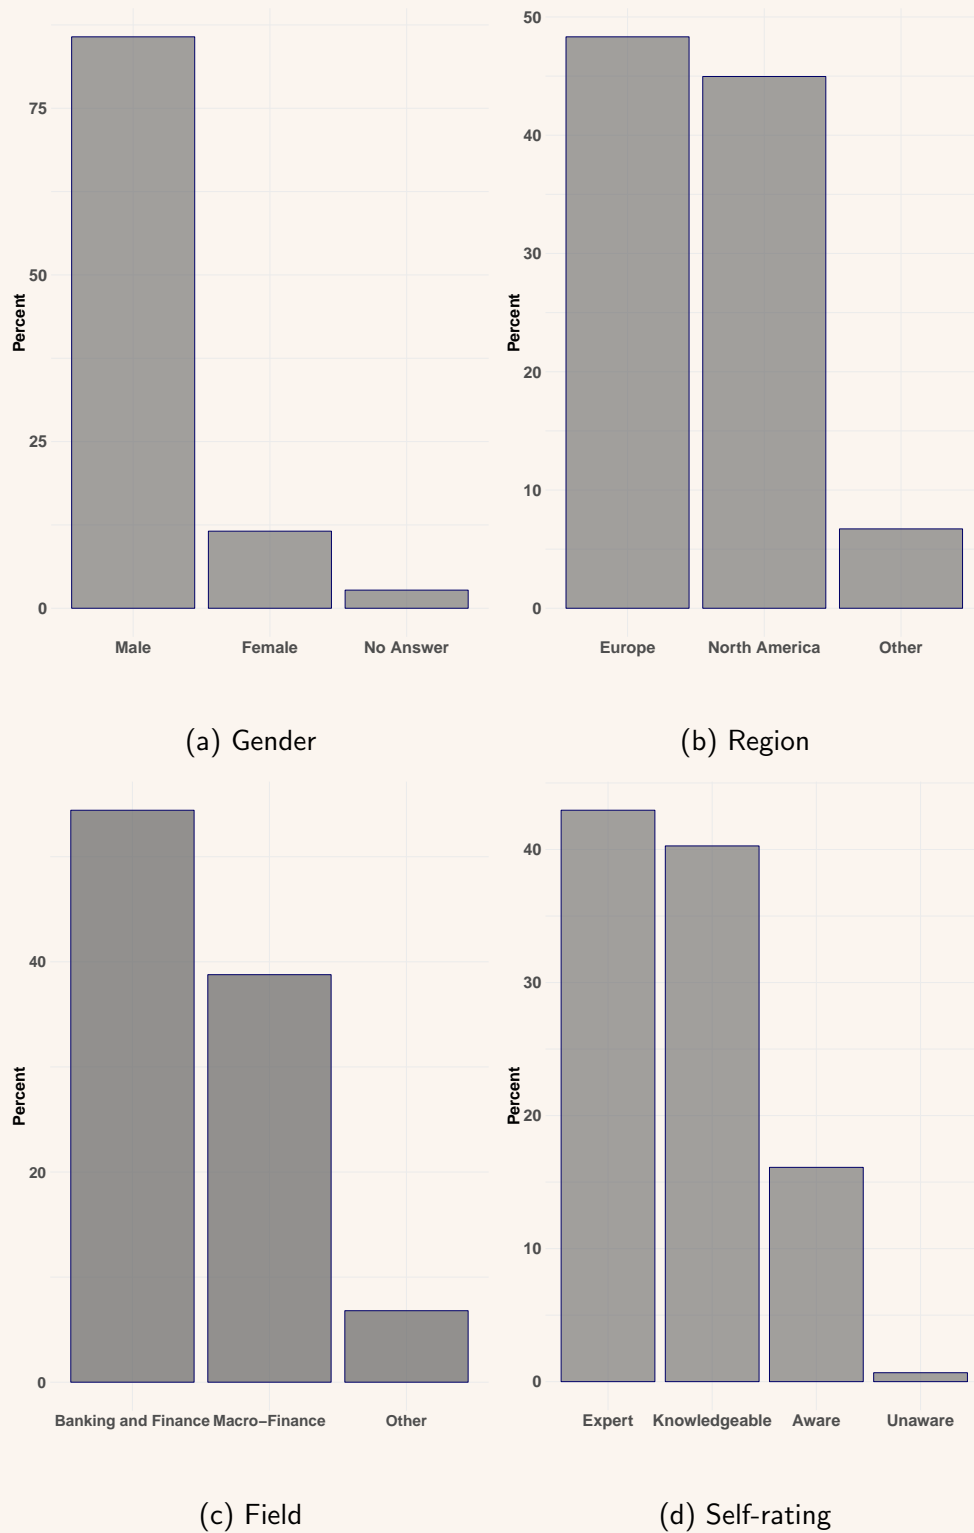 75
50
25
0
Percent
Male Female No Answer
(a) Gender
50
40
30
20
10
0
Percent
Europe North America Other
(b) Region
40
20
0
Percent
Banking and Finance Macro–Finance Other
(c) Field
40
30
20
10
0
Percent
Expert Knowledgeable Aware Unaware
(d) Self-rating